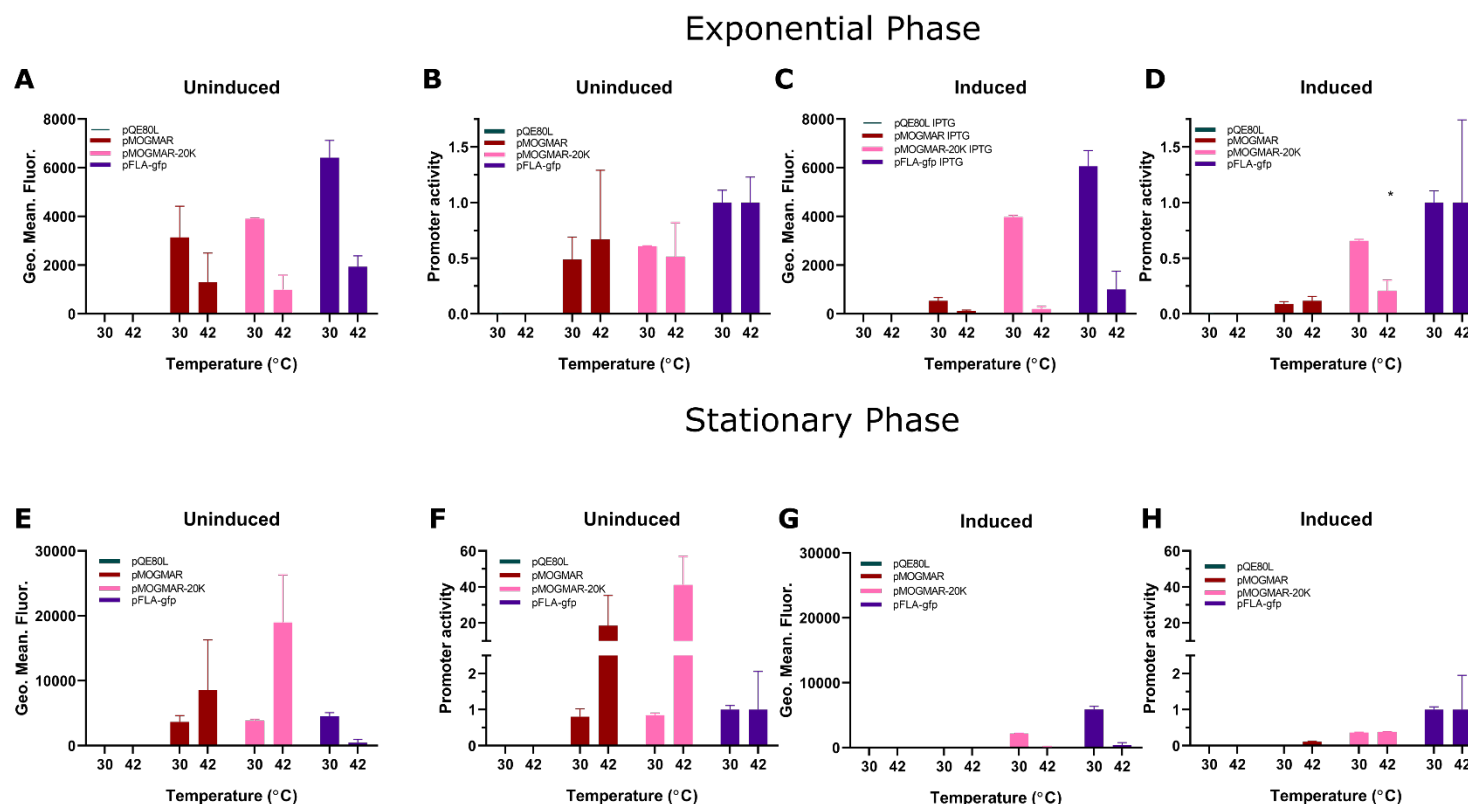 Exponential Phase
A
Uninduced
pQE80L
pMOGMAR
pMOGMAR-20K
pFLA-gfp
Geo. Mean. Fluor.
8000
6000
4000
2000
0
30 42 30 42 30 42 30 42
Temperature (°C)
B
Uninduced
pQE80L
pMOGMAR
pMOGMAR-20K
pFLA-gfp
Promoter activity
1.5
1.0
0.5
0.0
30 42 30 42 30 42 30 42
Temperature (°C)
C
Induced
pQE80L IPTG
pMOGMAR IPTG
pMOGMAR-20K IPTG
pFLA-gfp IPTG
Geo. Mean. Fluor.
8000
6000
4000
2000
0
30 42 30 42 30 42 30 42
Temperature (°C)
D
Induced
pQE80L
pMOGMAR
pMOGMAR-20K
pFLA-gfp
*
Promoter activity
1.5
1.0
0.5
0.0
30 42 30 42 30 42 30 42
Temperature (°C)
Stationary Phase
E
Uninduced
pQE80L
pMOGMAR
pMOGMAR-20K
pFLA-gfp
Geo. Mean. Fluor.
30000
20000
10000
0
30 42 30 42 30 42 30 42
Temperature (°C)
F
Uninduced
pQE80L
pMOGMAR
pMOGMAR-20K
pFLA-gfp
Promoter activity
60
40
20
2
1
0
30 42 30 42 30 42 30 42
Temperature (°C)
G
Induced
pQE80L
pMOGMAR
pMOGMAR-20K
pFLA-gfp
Geo. Mean. Fluor.
30000
20000
10000
0
30 42 30 42 30 42 30 42
Temperature (°C)
H
Induced
pQE80L
pMOGMAR
pMOGMAR-20K
pFLA-gfp
Promoter activity
60
40
20
2
1
0
30 42 30 42 30 42 30 42
Temperature (°C)